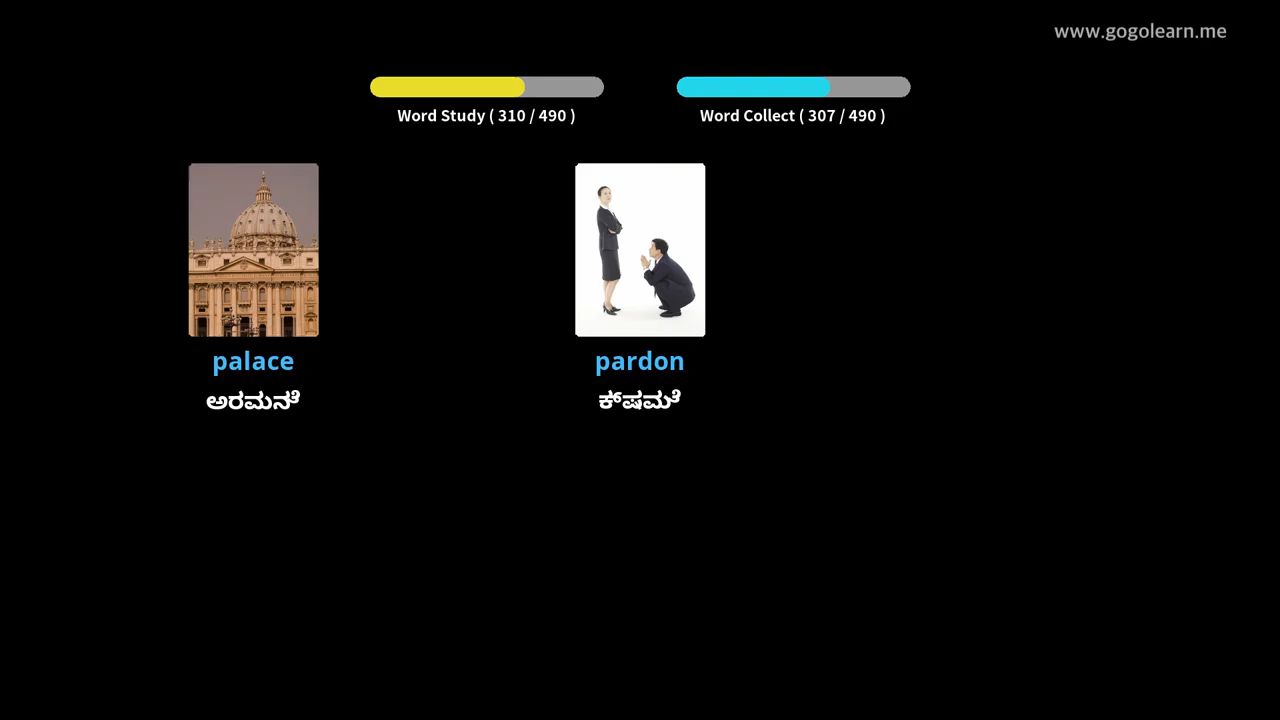 www.gogolearn.me
Word Study ( 310 / 490 )
Word Collect ( 307 / 490 )
palace
pardon
ಅರಮನೆ
ಕ್ಷಮೆ